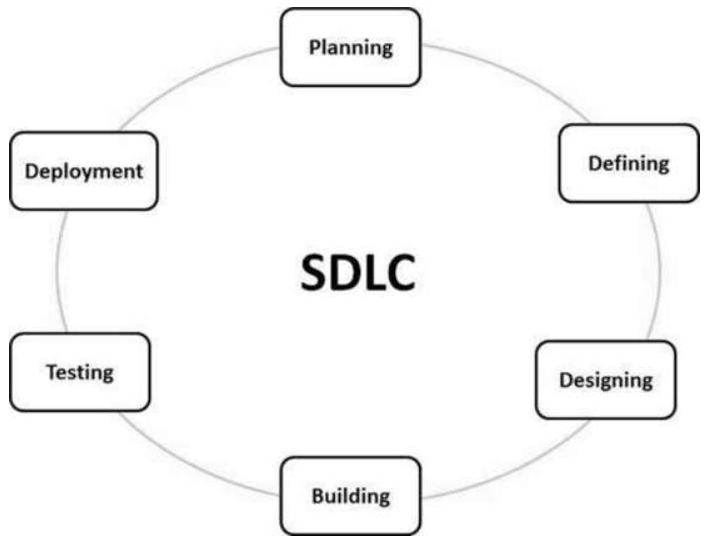 Planning
Deployment
Defining
SDLC
Testing
Designing
Building